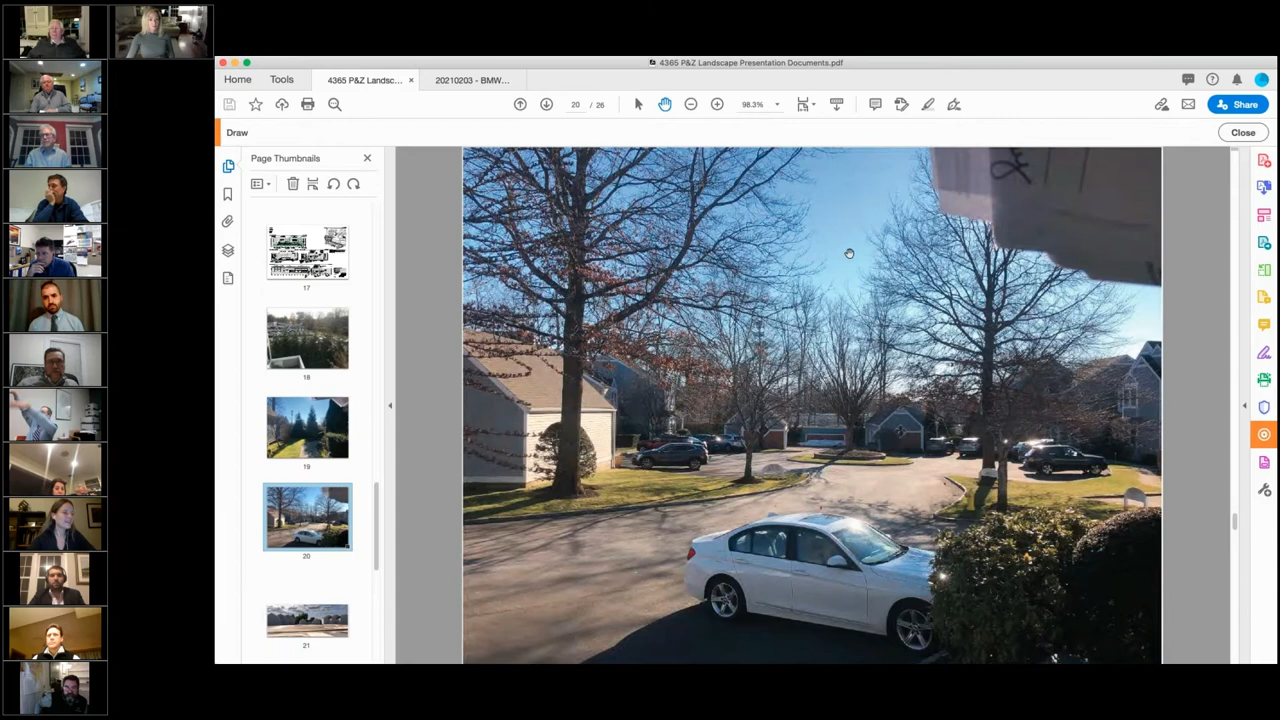 4365 P&Z Landscape Presentation Documents.pdf
Home
Tools
4365 P&Z Landsc...
20210203 - BMW...
20 / 26
98.3%
Share
Draw
Close
Page Thumbnails
17
18
19
20
21